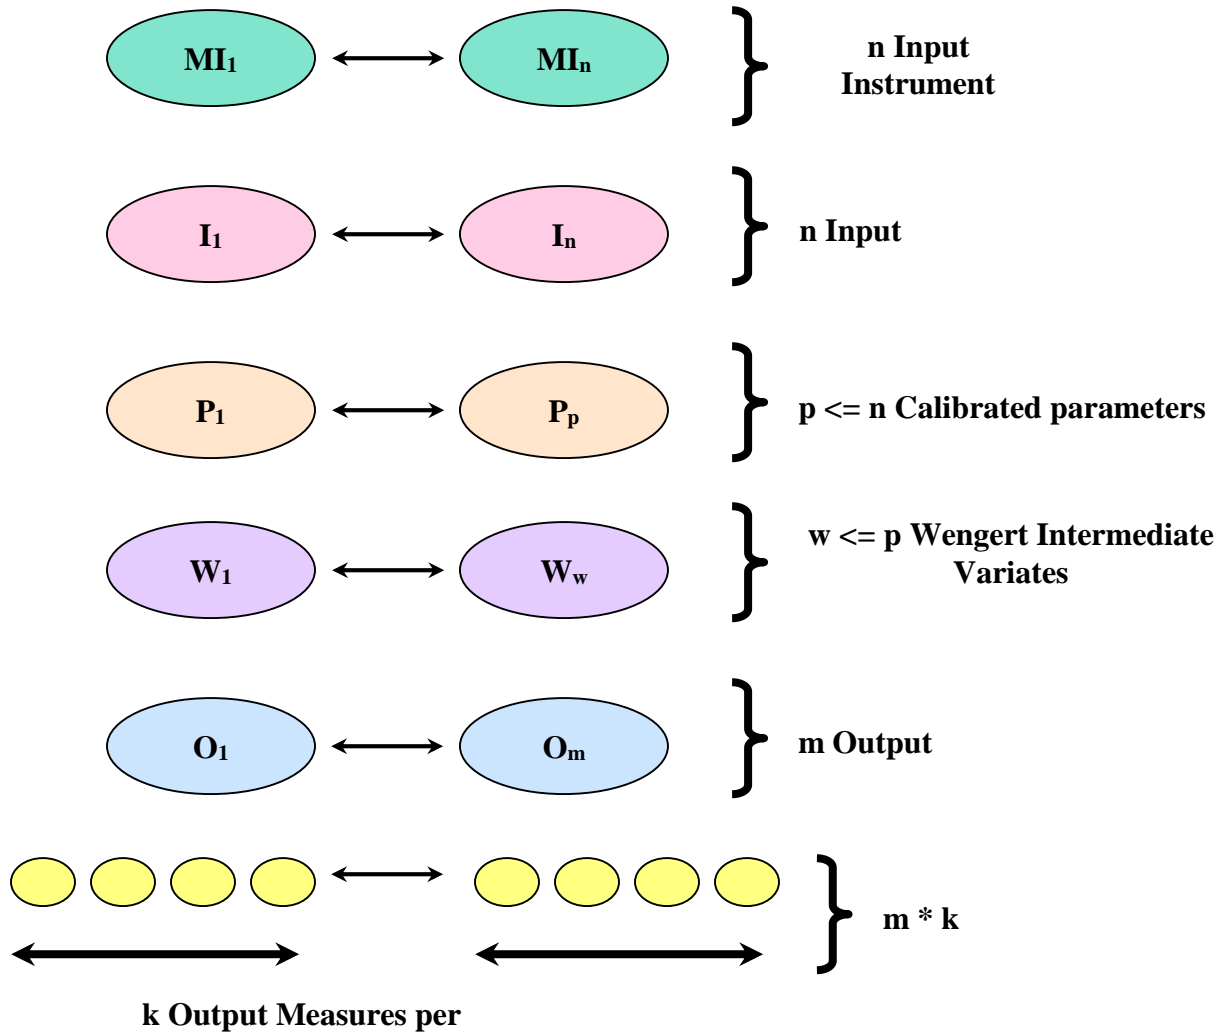 MI1 MIn
n Input
Instrument
I1 In
n Input
P1 Pp
p <= n Calibrated parameters
W1 Ww
w <= p Wengert Intermediate
Variates
O1 Om
m Output
m * k
k Output Measures per